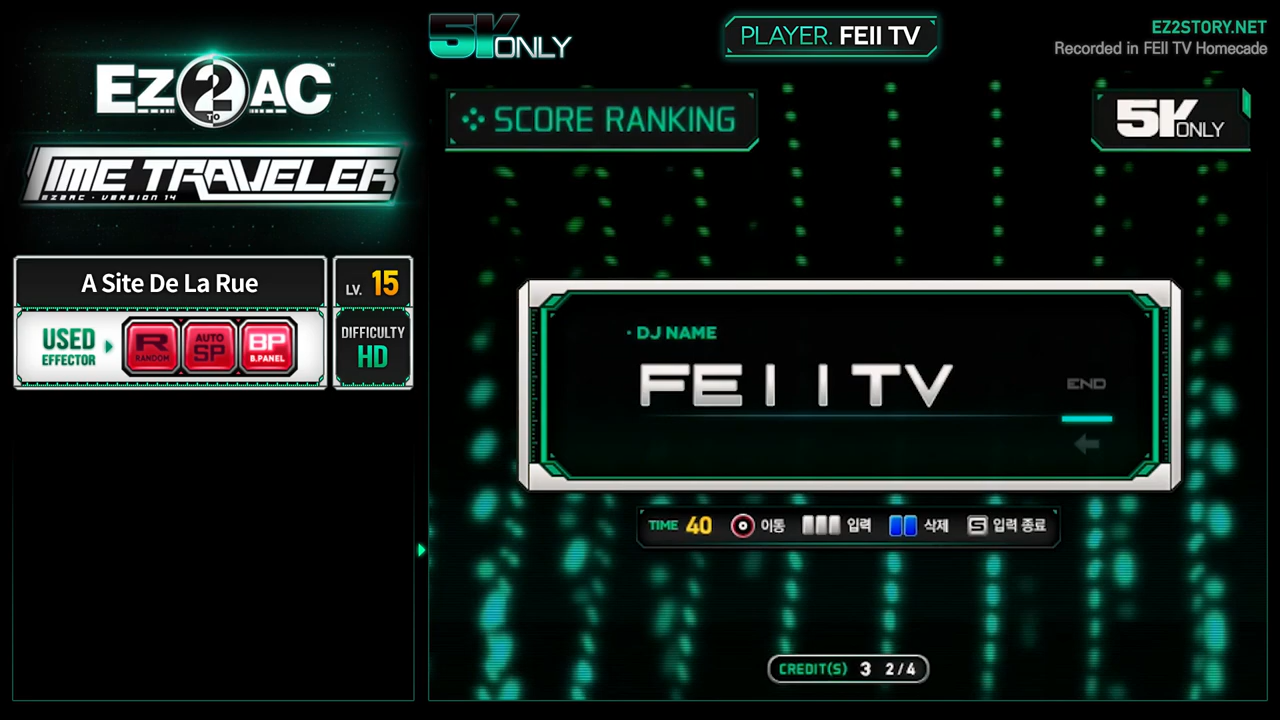 EZ2AC™
TO
TIME TRAVELER
EZ2AC · VERSION 14
A Site De La Rue
LV. 15
USED
EFFECTOR
R
RANDOM
AUTO
SP
BP
B.PANEL
DIFFICULTY
HD
5K ONLY
PLAYER. FEII TV
EZ2STORY.NET
Recorded in FEII TV Homecade
SCORE RANKING
5K ONLY
· DJ NAME
FEIITV
END
TIME 40 이동 입력 삭제 S 입력 종료
CREDIT(S) 3 2/4